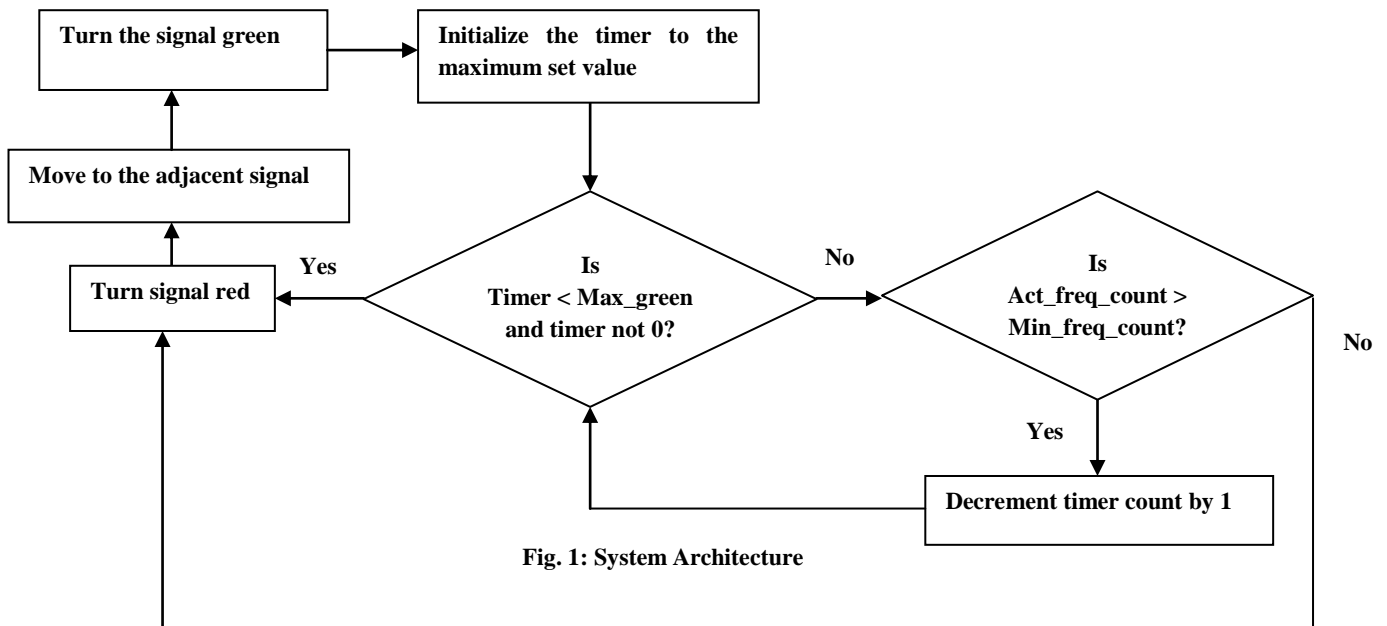 Turn the signal green
Initialize the timer to the
maximum set value
Move to the adjacent signal
Turn signal red
Yes
Is
Timer < Max_green
and timer not 0?
No
Is
Act_freq_count >
Min_freq_count?
No
Yes
Decrement timer count by 1
Fig. 1: System Architecture